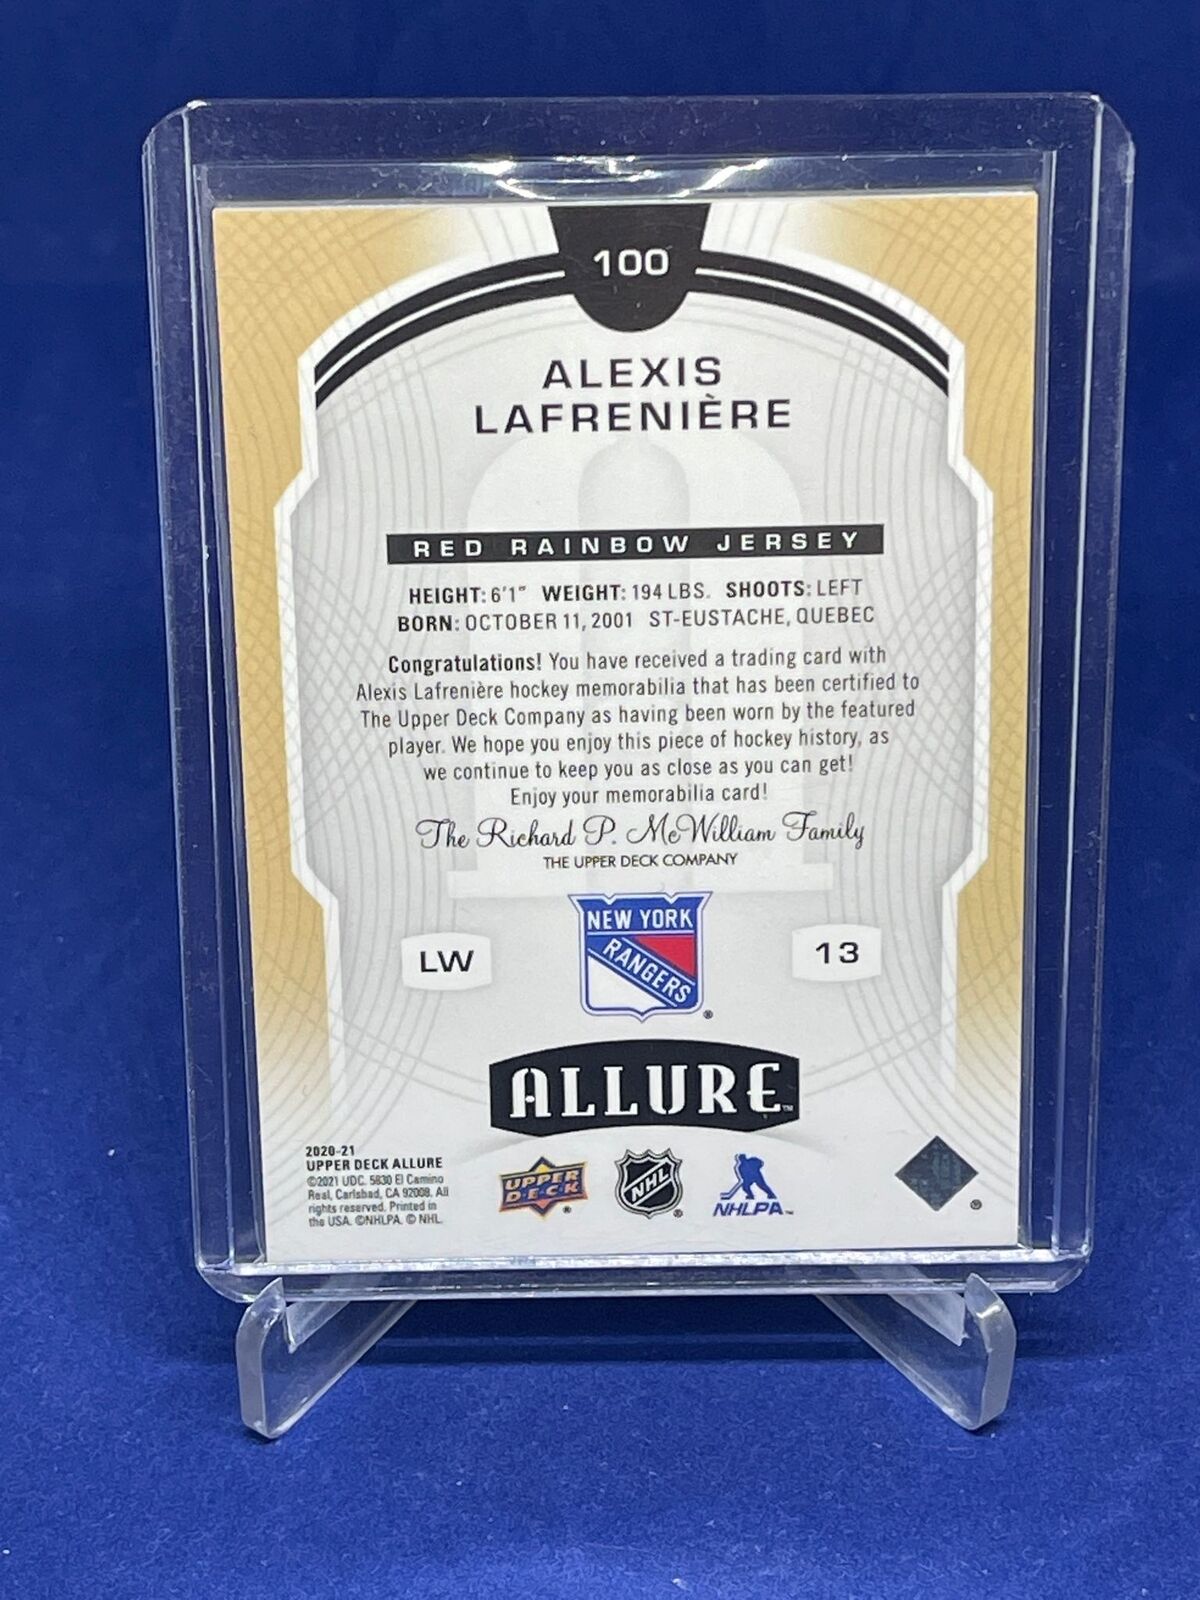 100
ALEXIS
LAFRENIÈRE
RED RAINBOW JERSEY
HEIGHT: 6'1" WEIGHT: 194 LBS. SHOOTS: LEFT
BORN: OCTOBER 11, 2001 ST-EUSTACHE, QUEBEC
Congratulations! You have received a trading card with
Alexis Lafrenière hockey memorabilia that has been certified to
The Upper Deck Company as having been worn by the featured
player. We hope you enjoy this piece of hockey history, as
we continue to keep you as close as you can get!
Enjoy your memorabilia card!
The Richard P. McWilliam Family
THE UPPER DECK COMPANY
LW
NEW YORK
RANGERS
®
13
ALLURE™
2020-21
UPPER DECK ALLURE
©2021 UDC. 5830 El Camino
Real, Carlsbad, CA 92008. All
rights reserved. Printed in
the USA. ©NHLPA. © NHL.
UPPER
DECK
®
NHL
®
NHLPA™
®